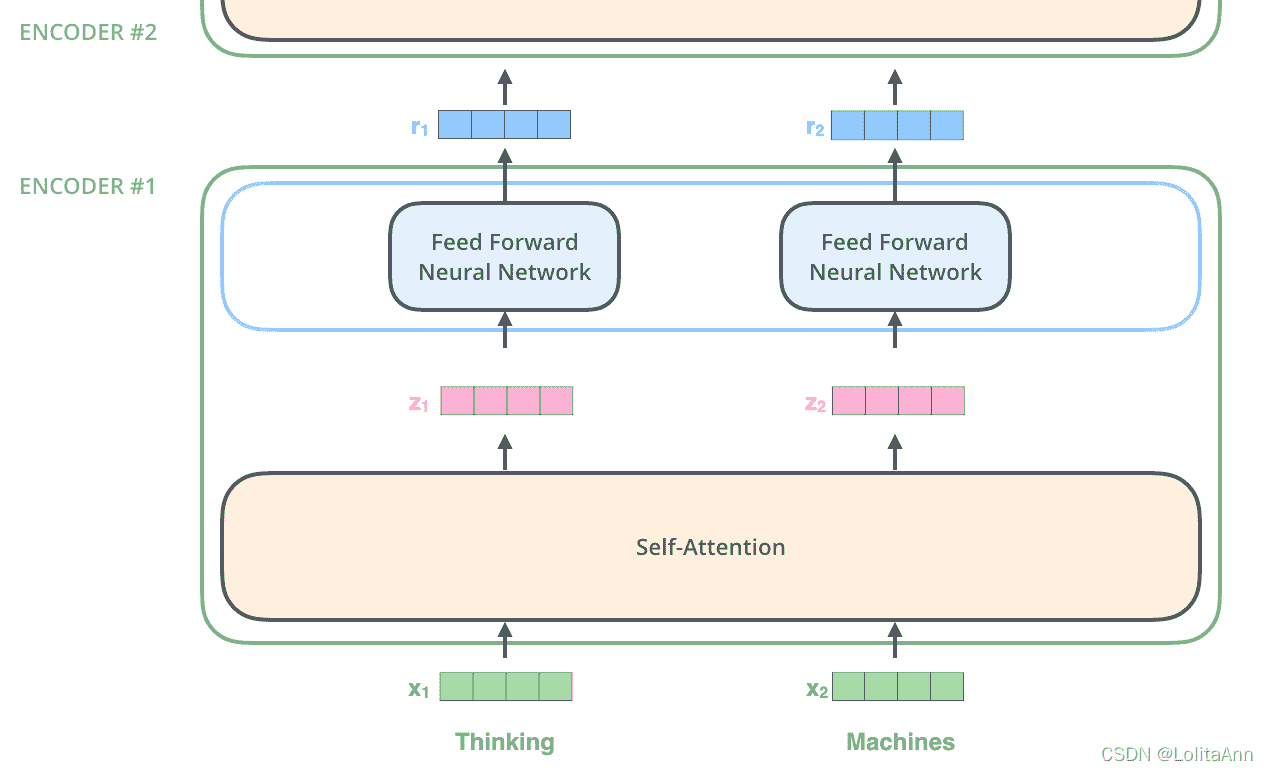 ENCODER #2
r1 r2
ENCODER #1
Feed Forward Neural Network
Feed Forward Neural Network
z1 z2
Self-Attention
x1 x2
Thinking Machines
CSDN @LolitaAnn